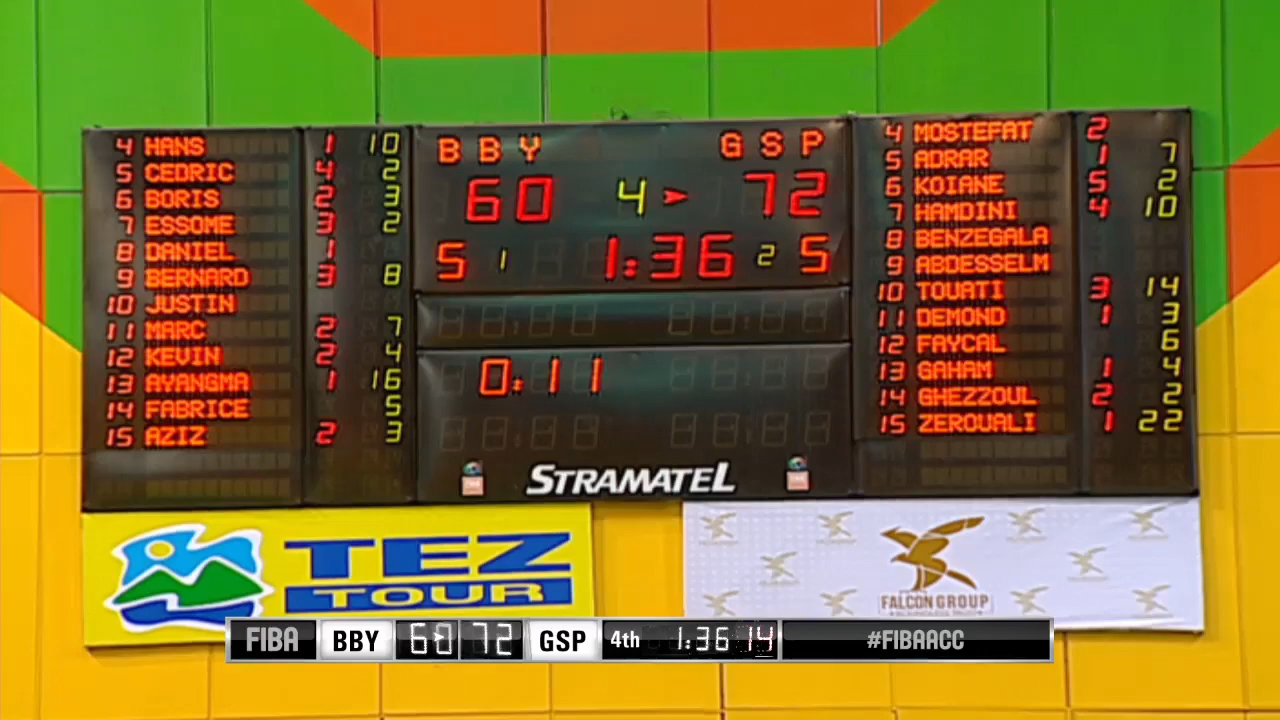 4 HANS 1 10
5 CEDRIC 4 2
6 BORIS 2 3
7 ESSOME 3 2
8 DANIEL 1
9 BERNARD 3 8
10 JUSTIN
11 MARC 2 7
12 KEVIN 2 4
13 AYANGMA 1 16
14 FABRICE 5
15 AZIZ 2 3
BBY GSP
60 4 72
5 1 1:36 2 5
0:11
STRAMATEL
4 MOSTEFAT 2
5 ADRAR 1 7
6 KOIANE 5 2
7 HAMDINI 4 10
8 BENZEGALA
9 ABDESSELM
10 TOUATI 3 14
11 DEMOND 1 3
12 FAYCAL 6
13 GAHAM 1 4
14 GHEZZOUL 2 2
15 ZEROUALI 1 22
TEZ
TOUR
FALCON GROUP
FIBA BBY 60 72 GSP 4th 1:36 14 #FIBAACC